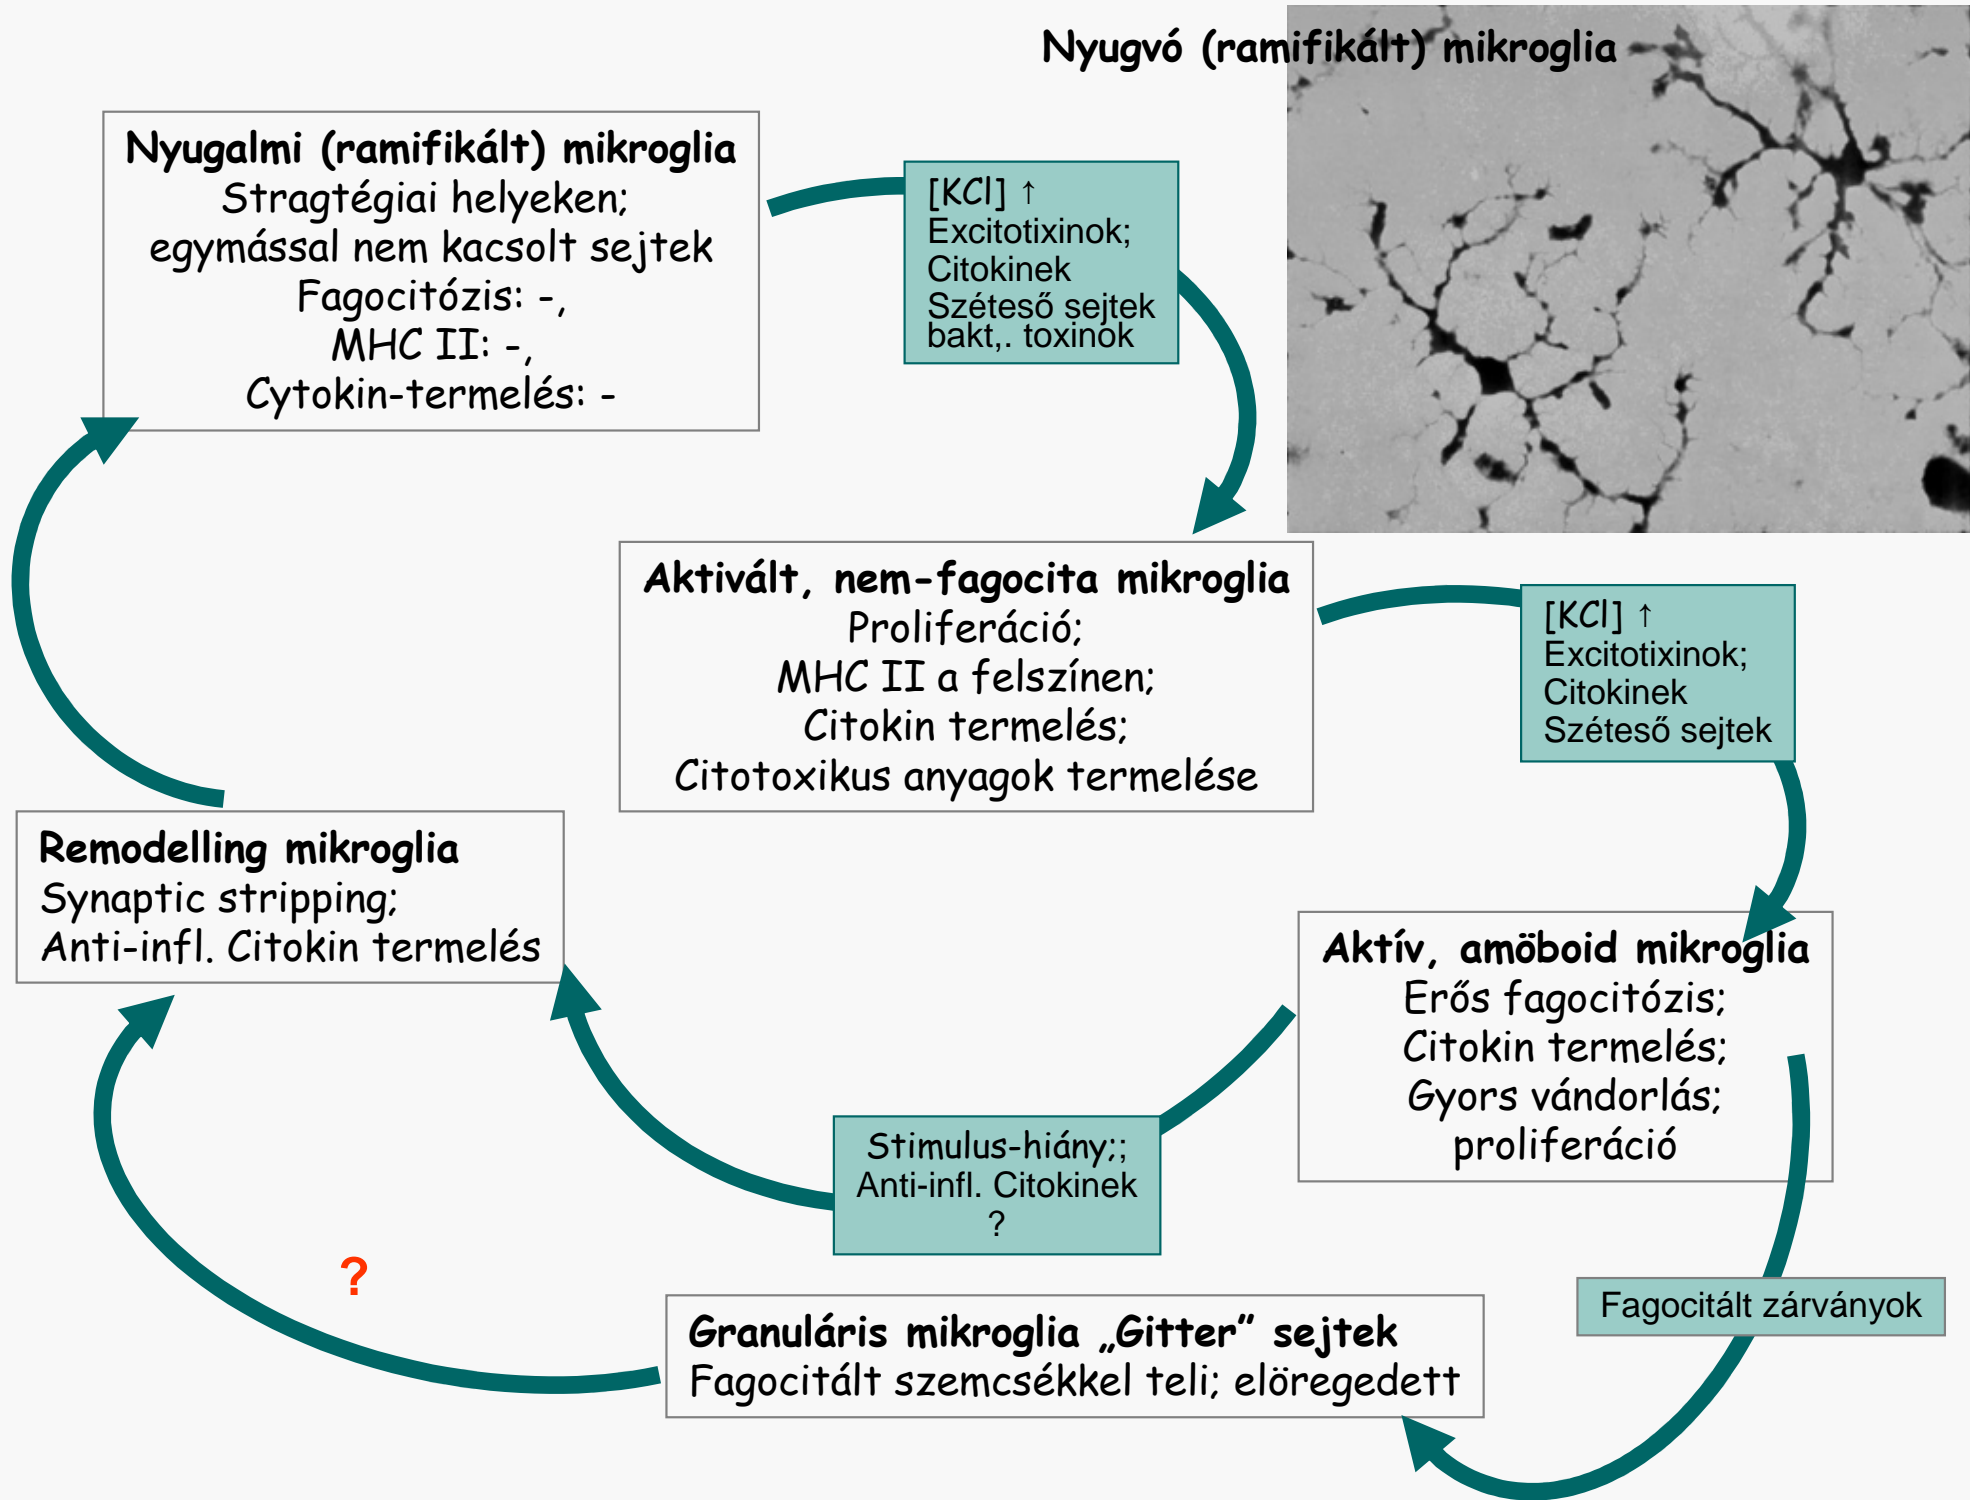 Nyugvó (ramifikált) mikroglia
Nyugalmi (ramifikált) mikroglia
Stragtégiai helyeken;
egymással nem kacsolt sejtek
Fagocitózis: -,
MHC II: -,
Cytokin-termelés: -
[KCl] ↑
Excitotixinok;
Citokinek
Széteső sejtek
bakt,. toxinok
Aktivált, nem-fagocita mikroglia
Proliferáció;
MHC II a felszínen;
Citokin termelés;
Citotoxikus anyagok termelése
[KCl] ↑
Excitotixinok;
Citokinek
Széteső sejtek
Remodelling mikroglia
Synaptic stripping;
Anti-infl. Citokin termelés
Aktív, amöboid mikroglia
Erős fagocitózis;
Citokin termelés;
Gyors vándorlás;
proliferáció
Stimulus-hiány;;
Anti-infl. Citokinek
?
?
Fagocitált zárványok
Granuláris mikroglia „Gitter” sejtek
Fagocitált szemcsékkel teli; elöregedett